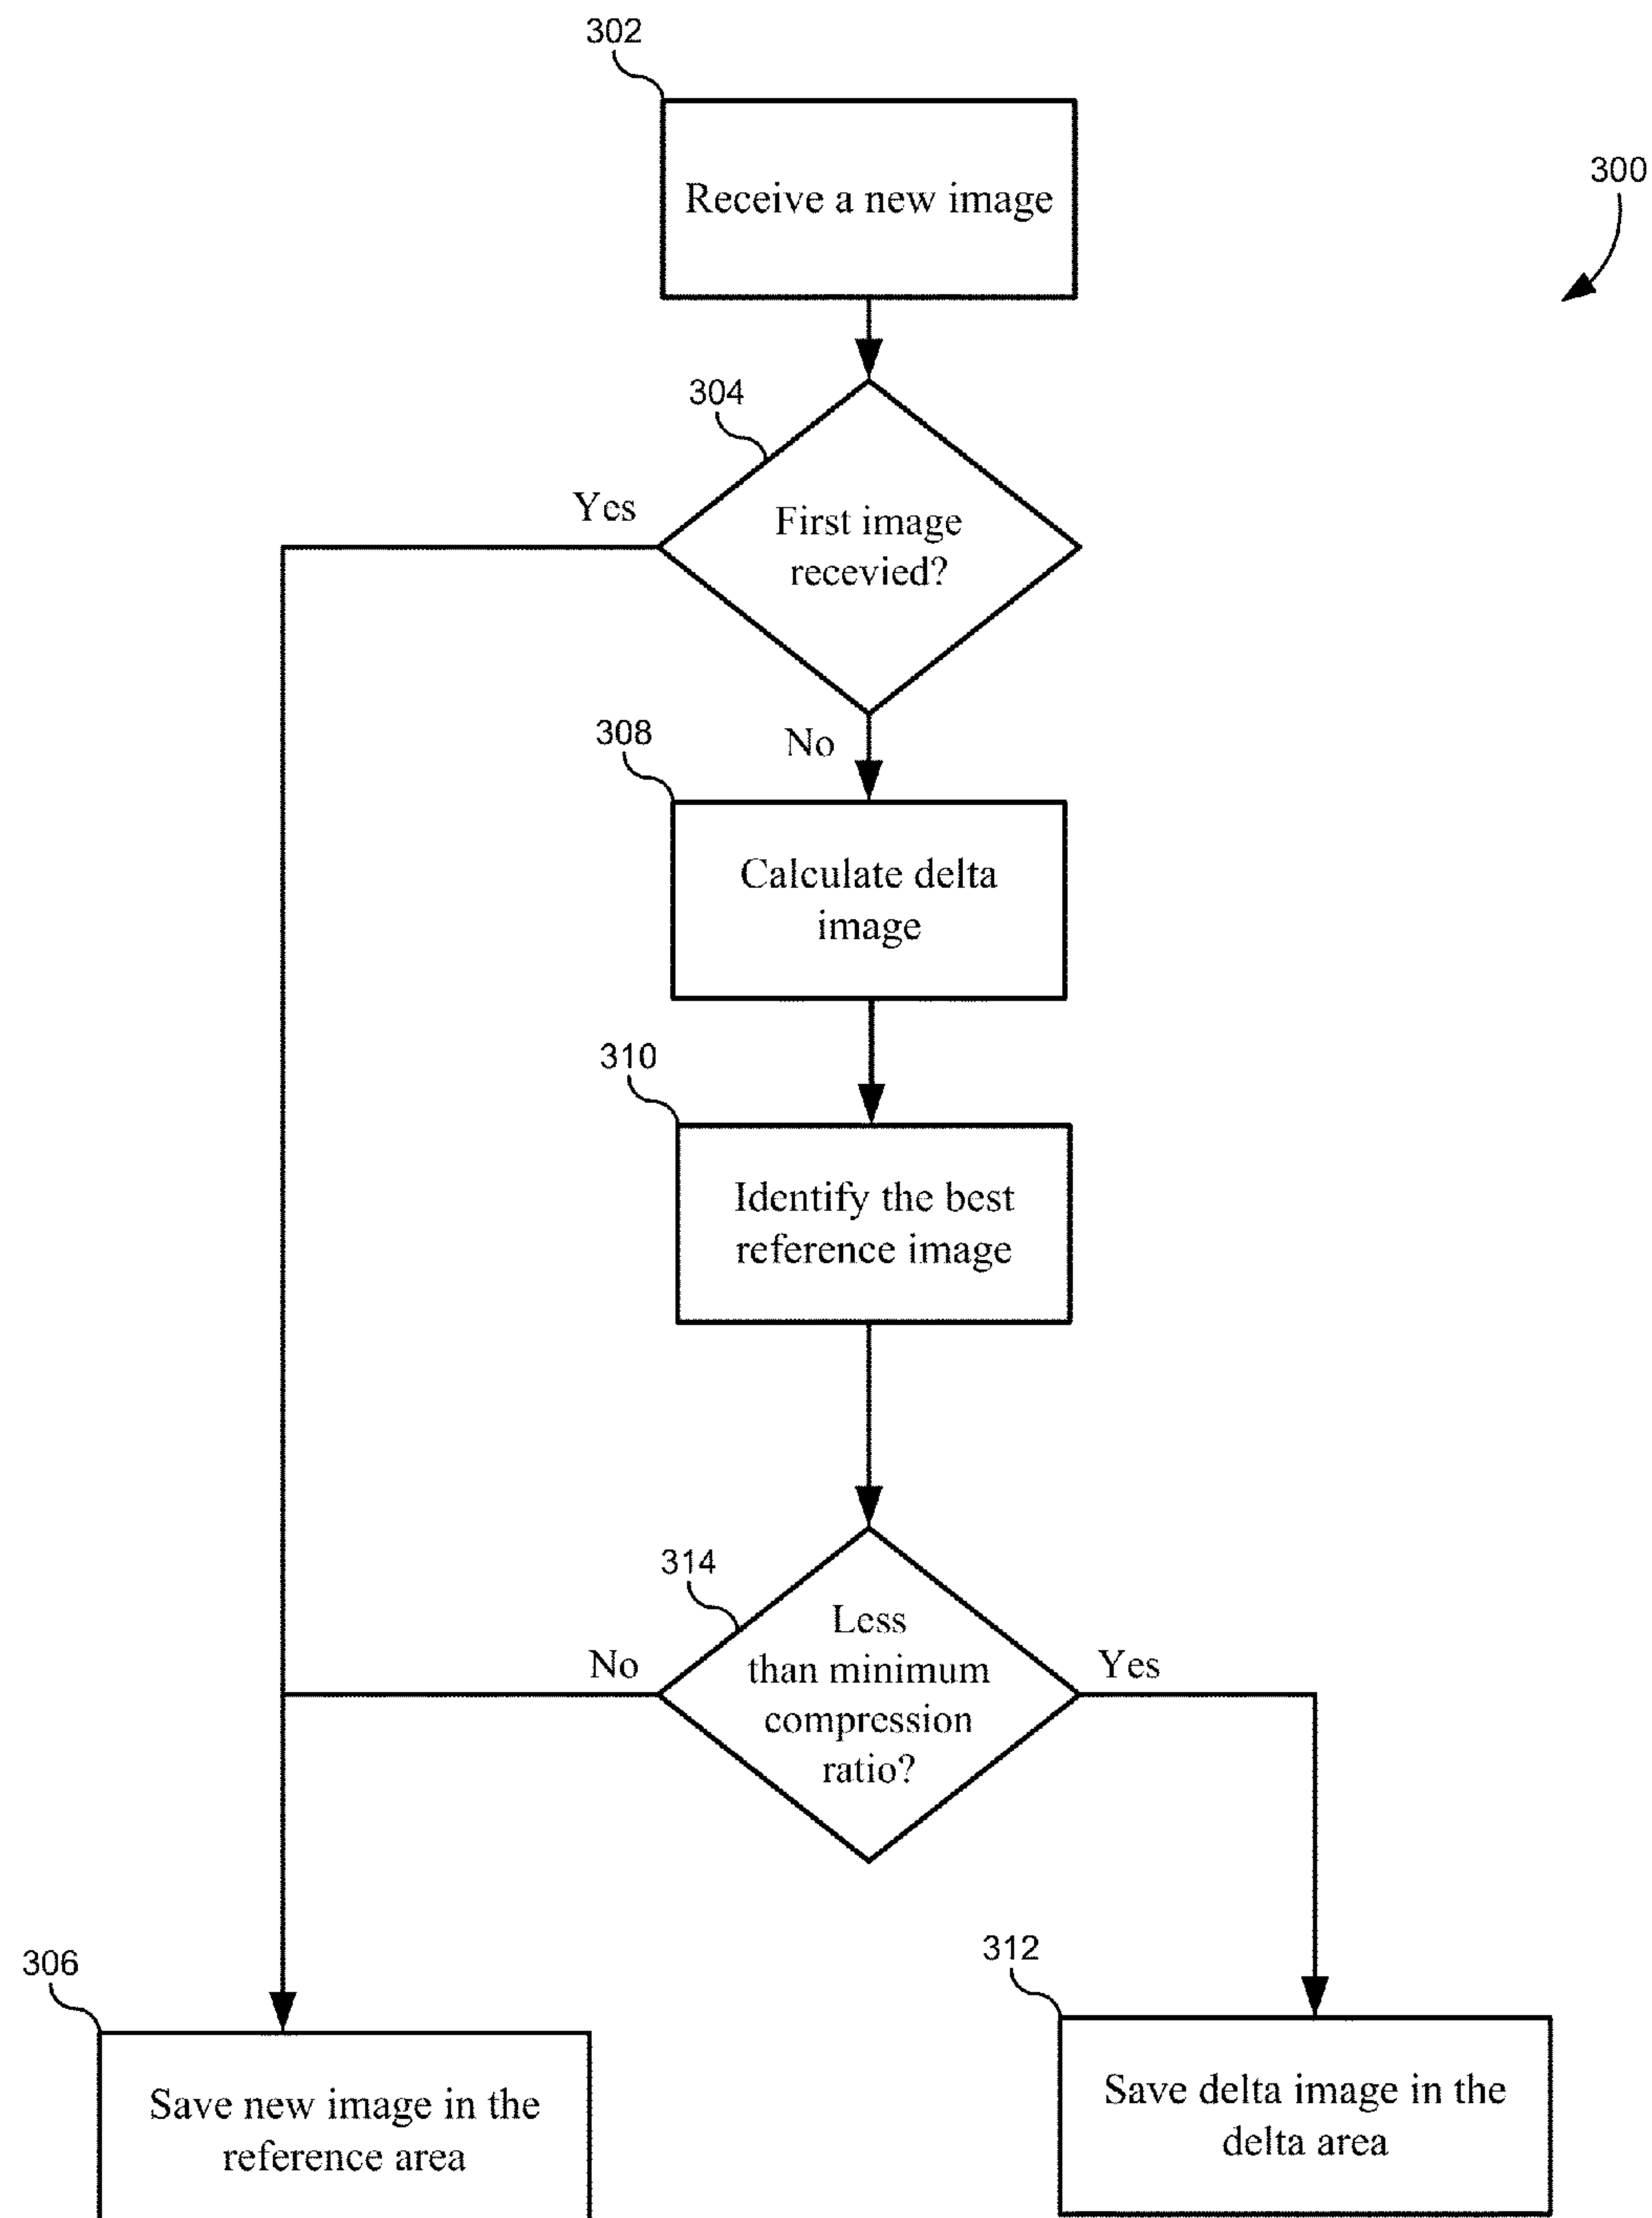 302
Receive a new image
300
304
Yes
First image
recevied?
No
308
Calculate delta
image
310
Identify the best
reference image
314
No
Less
than minimum
compression
ratio?
Yes
306
Save new image in the
reference area
312
Save delta image in the
delta area